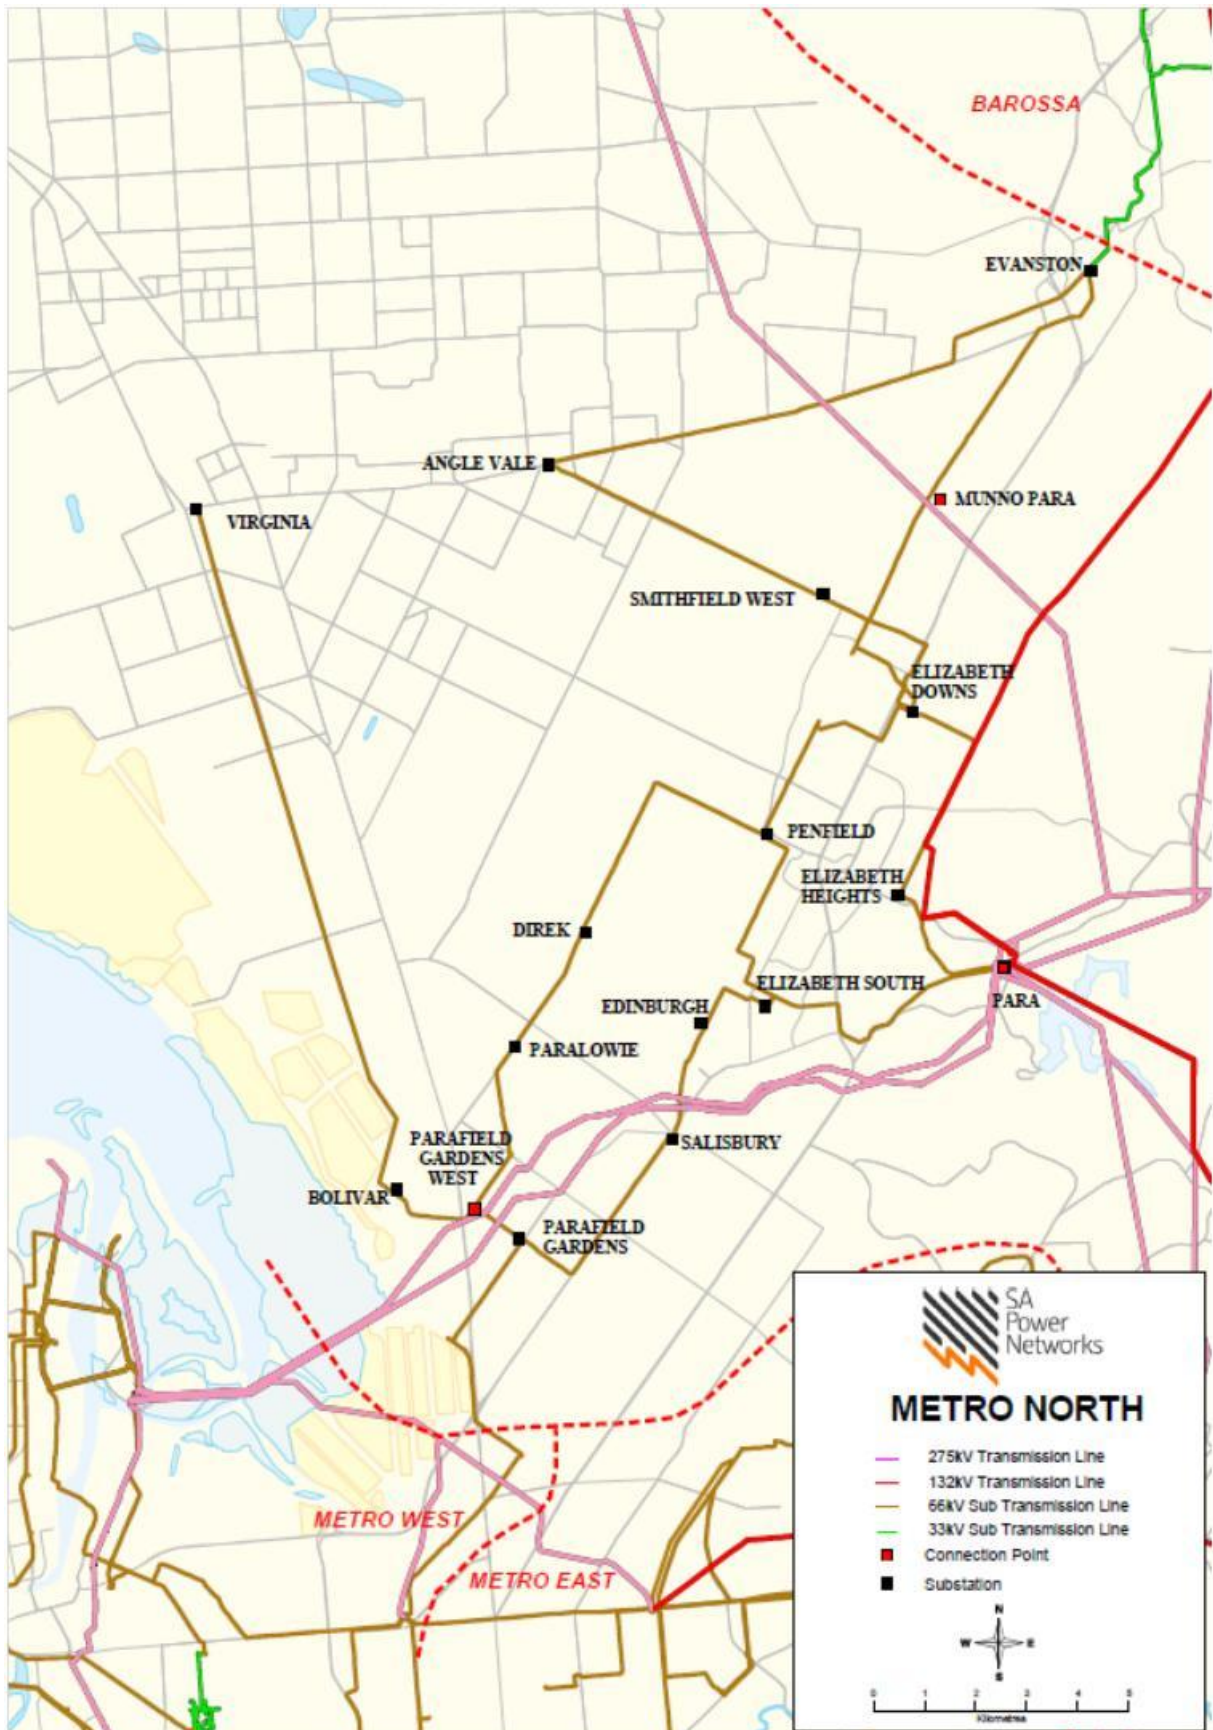 BAROSSA
EVANSTON
ANGLE VALE
MUNNO PARA
VIRGINIA
SMITHFIELD WEST
ELIZABETH
DOWNS
PENFIELD
ELIZABETH
HEIGHTS
DIREK
ELIZABETH SOUTH
EDINBURGH
PARA
PARALOWIE
PARAFIELD
GARDENS
WEST
SALISBURY
BOLIVAR
PARAFIELD
GARDENS
METRO WEST
METRO EAST
SA
Power
Networks
METRO NORTH
275kV Transmission Line
132kV Transmission Line
66kV Sub Transmission Line
33kV Sub Transmission Line
Connection Point
Substation
N
W E
S
0 1 2 3 4 5
Kilometres